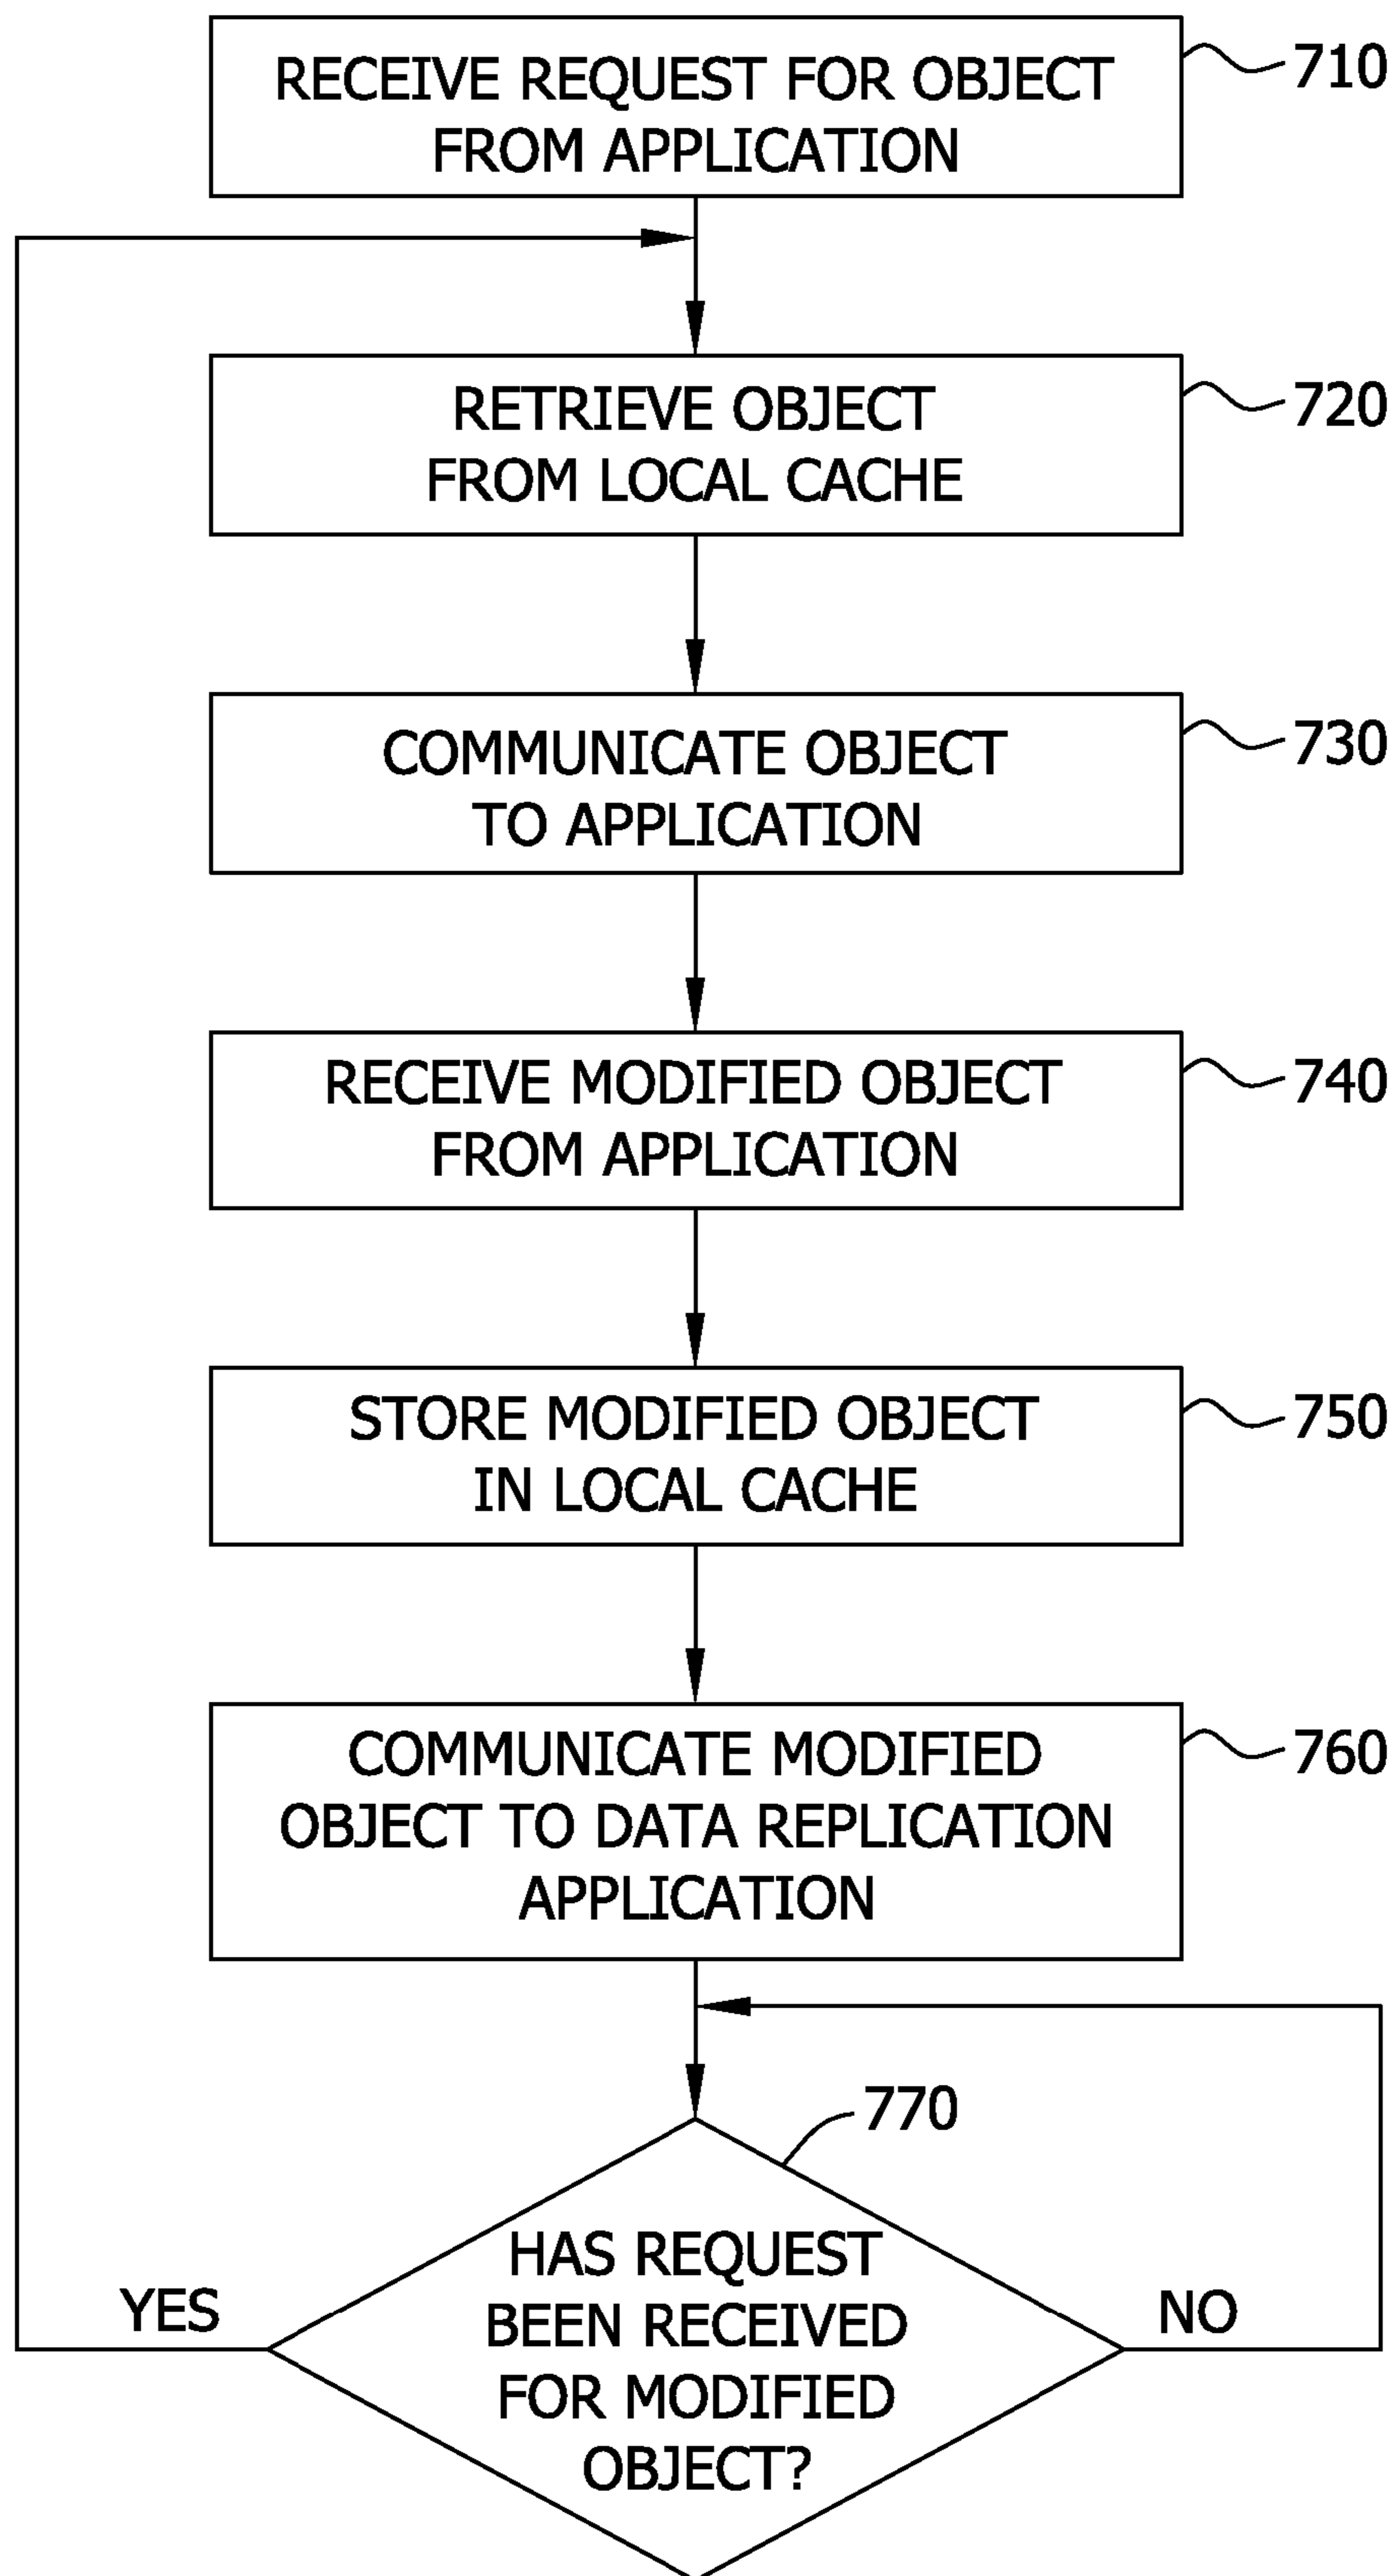 RECEIVE REQUEST FOR OBJECT
FROM APPLICATION
710
RETRIEVE OBJECT
FROM LOCAL CACHE
720
COMMUNICATE OBJECT
TO APPLICATION
730
RECEIVE MODIFIED OBJECT
FROM APPLICATION
740
STORE MODIFIED OBJECT
IN LOCAL CACHE
750
COMMUNICATE MODIFIED
OBJECT TO DATA REPLICATION
APPLICATION
760
770
HAS REQUEST
BEEN RECEIVED
FOR MODIFIED
OBJECT?
YES
NO